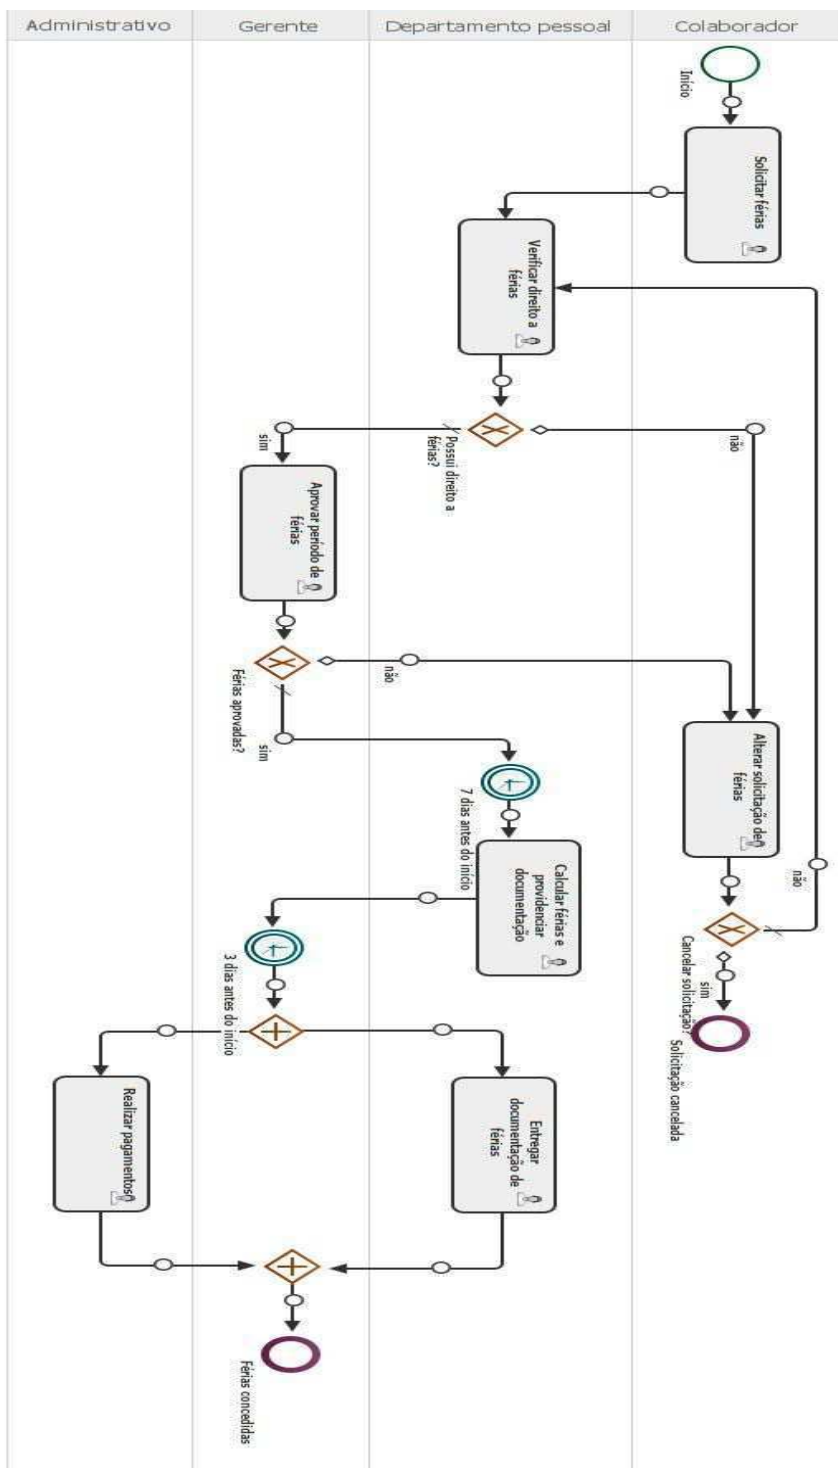 Administrativo
Gerente
Departamento pessoal
Colaborador
Início
Solicitar férias
Verificar direito a
férias
Possui direito a
férias?
não
sim
Aprovar período de
férias
Férias aprovadas?
não
sim
Alterar solicitação de
férias
não
Cancelar solicitação?
sim
Solicitação cancelada
7 dias antes do início
Calcular férias e
providenciar
documentação
3 dias antes do início
Entregar
documentação de
férias
Realizar pagamentos
Férias concedidas